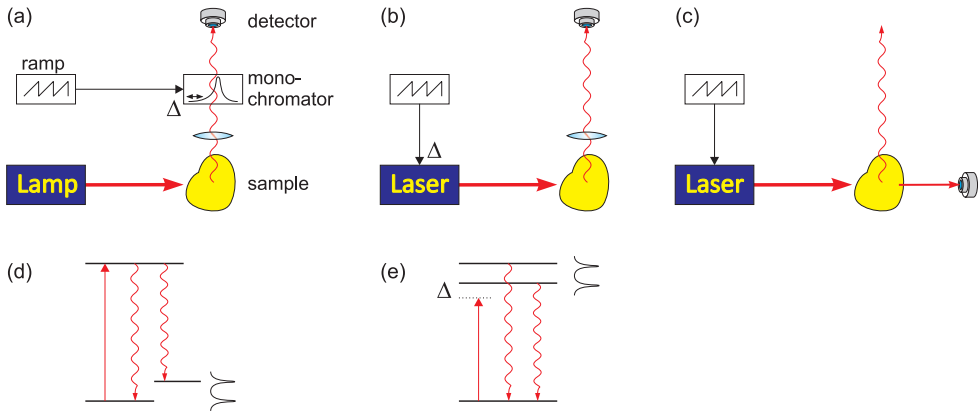 (a)
detector
ramp
mono-
chromator
Δ
Lamp
sample
(b)
Δ
Laser
(c)
Laser
(d)
(e)
Δ